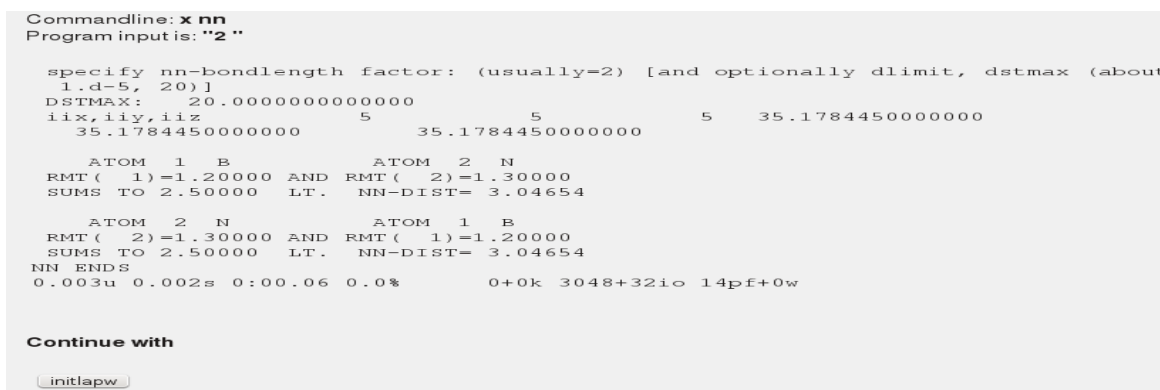 Commandline: x nn
Program input is: "2 "
specify nn-bondlength factor: (usually=2) [and optionally dlimit, dstmax (about
1.d-5, 20)]
DSTMAX: 20.0000000000000
iix,iiy,iiz 5 5 5 35.1784450000000
35.1784450000000 35.1784450000000
ATOM 1 B ATOM 2 N
RMT( 1)=1.20000 AND RMT( 2)=1.30000
SUMS TO 2.50000 LT. NN-DIST= 3.04654
ATOM 2 N ATOM 1 B
RMT( 2)=1.30000 AND RMT( 1)=1.20000
SUMS TO 2.50000 LT. NN-DIST= 3.04654
NN ENDS
0.003u 0.002s 0:00.06 0.0% 0+0k 3048+32io 14pf+0w
Continue with
initlapw